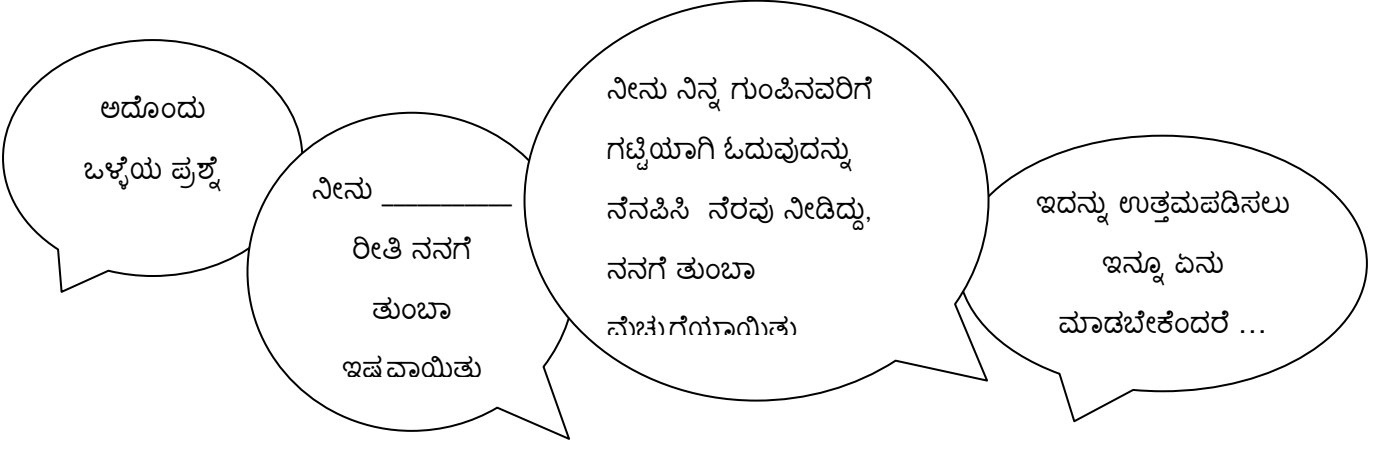 ಅದೊಂದು
ಒಳ್ಳೆಯ ಪ್ರಶ್ನೆ
ನೀನು __________
ರೀತಿ ನನಗೆ
ತುಂಬಾ
ಇಷ್ಟವಾಯಿತು
ನೀನು ನಿನ್ನ ಗುಂಪಿನವರಿಗೆ
ಗಟ್ಟಿಯಾಗಿ ಓದುವುದನ್ನು
ನೆನಪಿಸಿ ನೆರವು ನೀಡಿದ್ದು,
ನನಗೆ ತುಂಬಾ
ಮೆಚ್ಚುಗೆಯಾಯಿತು
ಇದನ್ನು ಉತ್ತಮಪಡಿಸಲು
ಇನ್ನೂ ಏನು
ಮಾಡಬೇಕೆಂದರೆ ...